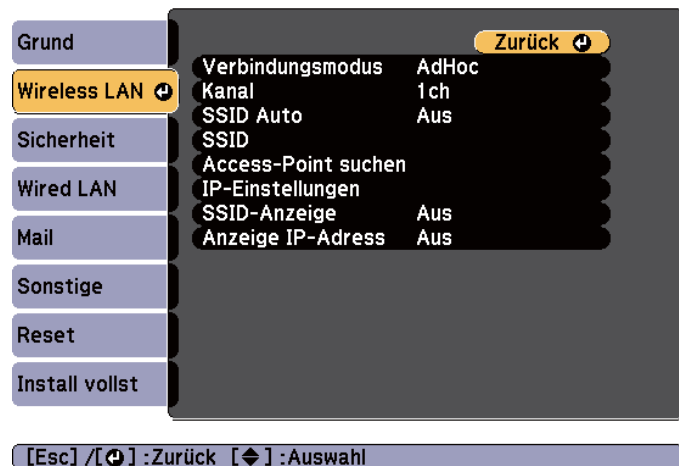 Grund
Wireless LAN
Sicherheit
Wired LAN
Mail
Sonstige
Reset
Install vollst
Zurück
Verbindungsmodus AdHoc
Kanal 1ch
SSID Auto Aus
SSID
Access-Point suchen
IP-Einstellungen
SSID-Anzeige Aus
Anzeige IP-Adress Aus
[Esc] /[⏎] :Zurück [◆] :Auswahl